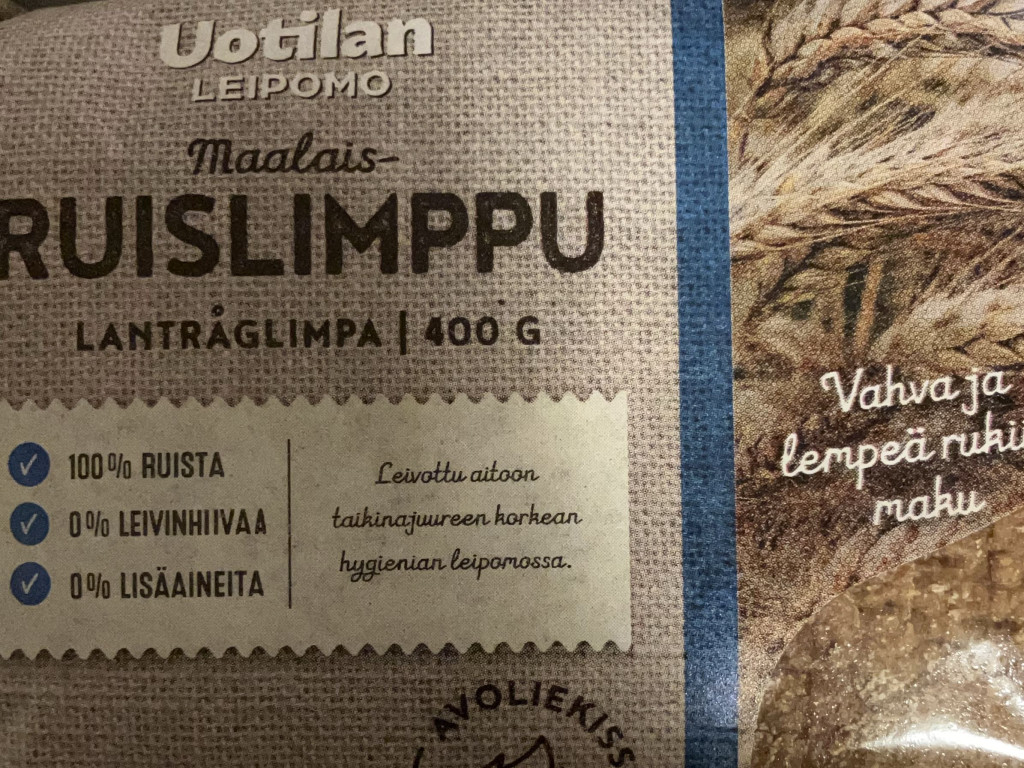 Uotilan
LEIPOMO
Maalais-
RUISLIMPPU
LANTRÅGLIMPA | 400 G
100% RUISTA
0% LEIVINHIIVAA
0% LISÄAINEITA
Leivottu aitoon
taikinajuureen korkean
hygienian leipomossa.
Vahva ja
lempeä
maku